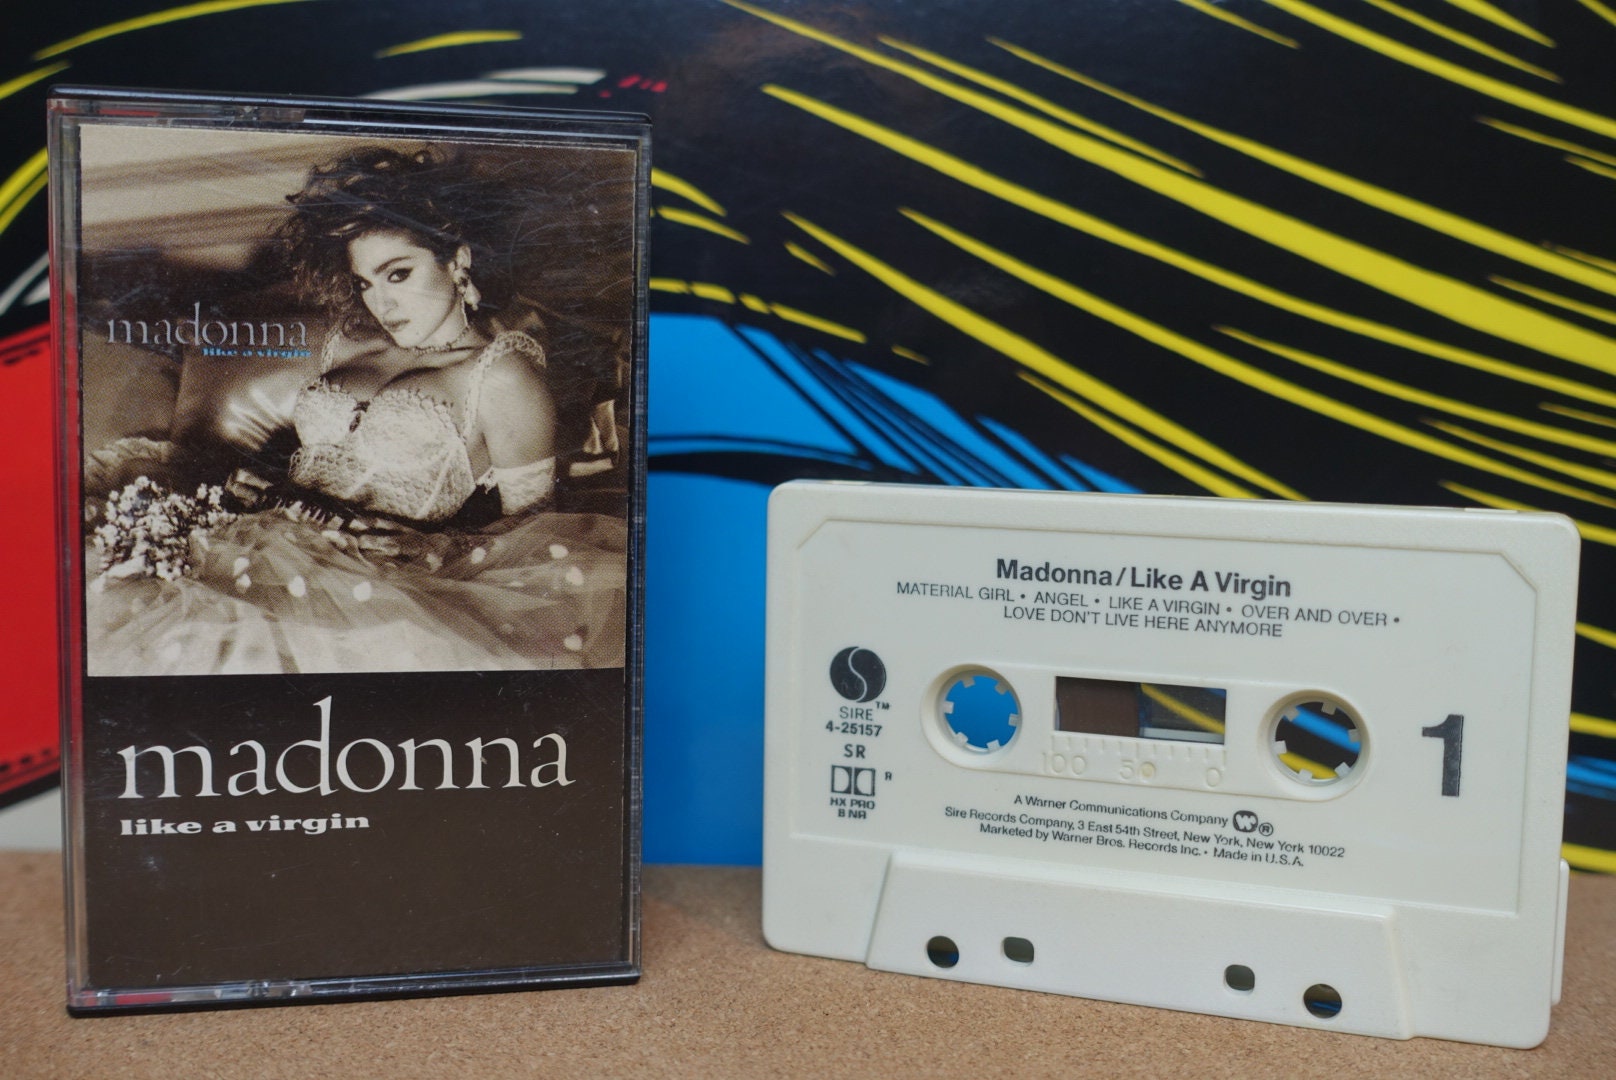 madonna
like a virgin
madonna
like a virgin
Madonna/Like A Virgin
MATERIAL GIRL • ANGEL • LIKE A VIRGIN • OVER AND OVER •
LOVE DON'T LIVE HERE ANYMORE
SIRE™
4-25157
SR
R
HX PRO
B NR
100 50 0
1
A Warner Communications Company W®
Sire Records Company, 3 East 54th Street, New York, New York 10022
Marketed by Warner Bros. Records Inc. • Made in U.S.A.